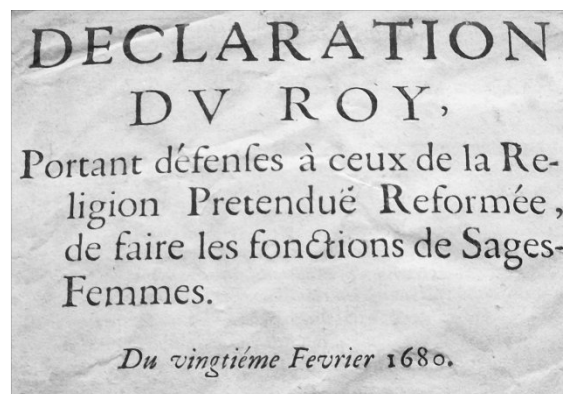 DECLARATION
DV ROY,
Portant défenſes à ceux de la Re-
ligion Pretenduë Reformée,
de faire les fonctions de Sages-
Femmes.
Du vingtiéme Fevrier 1680.